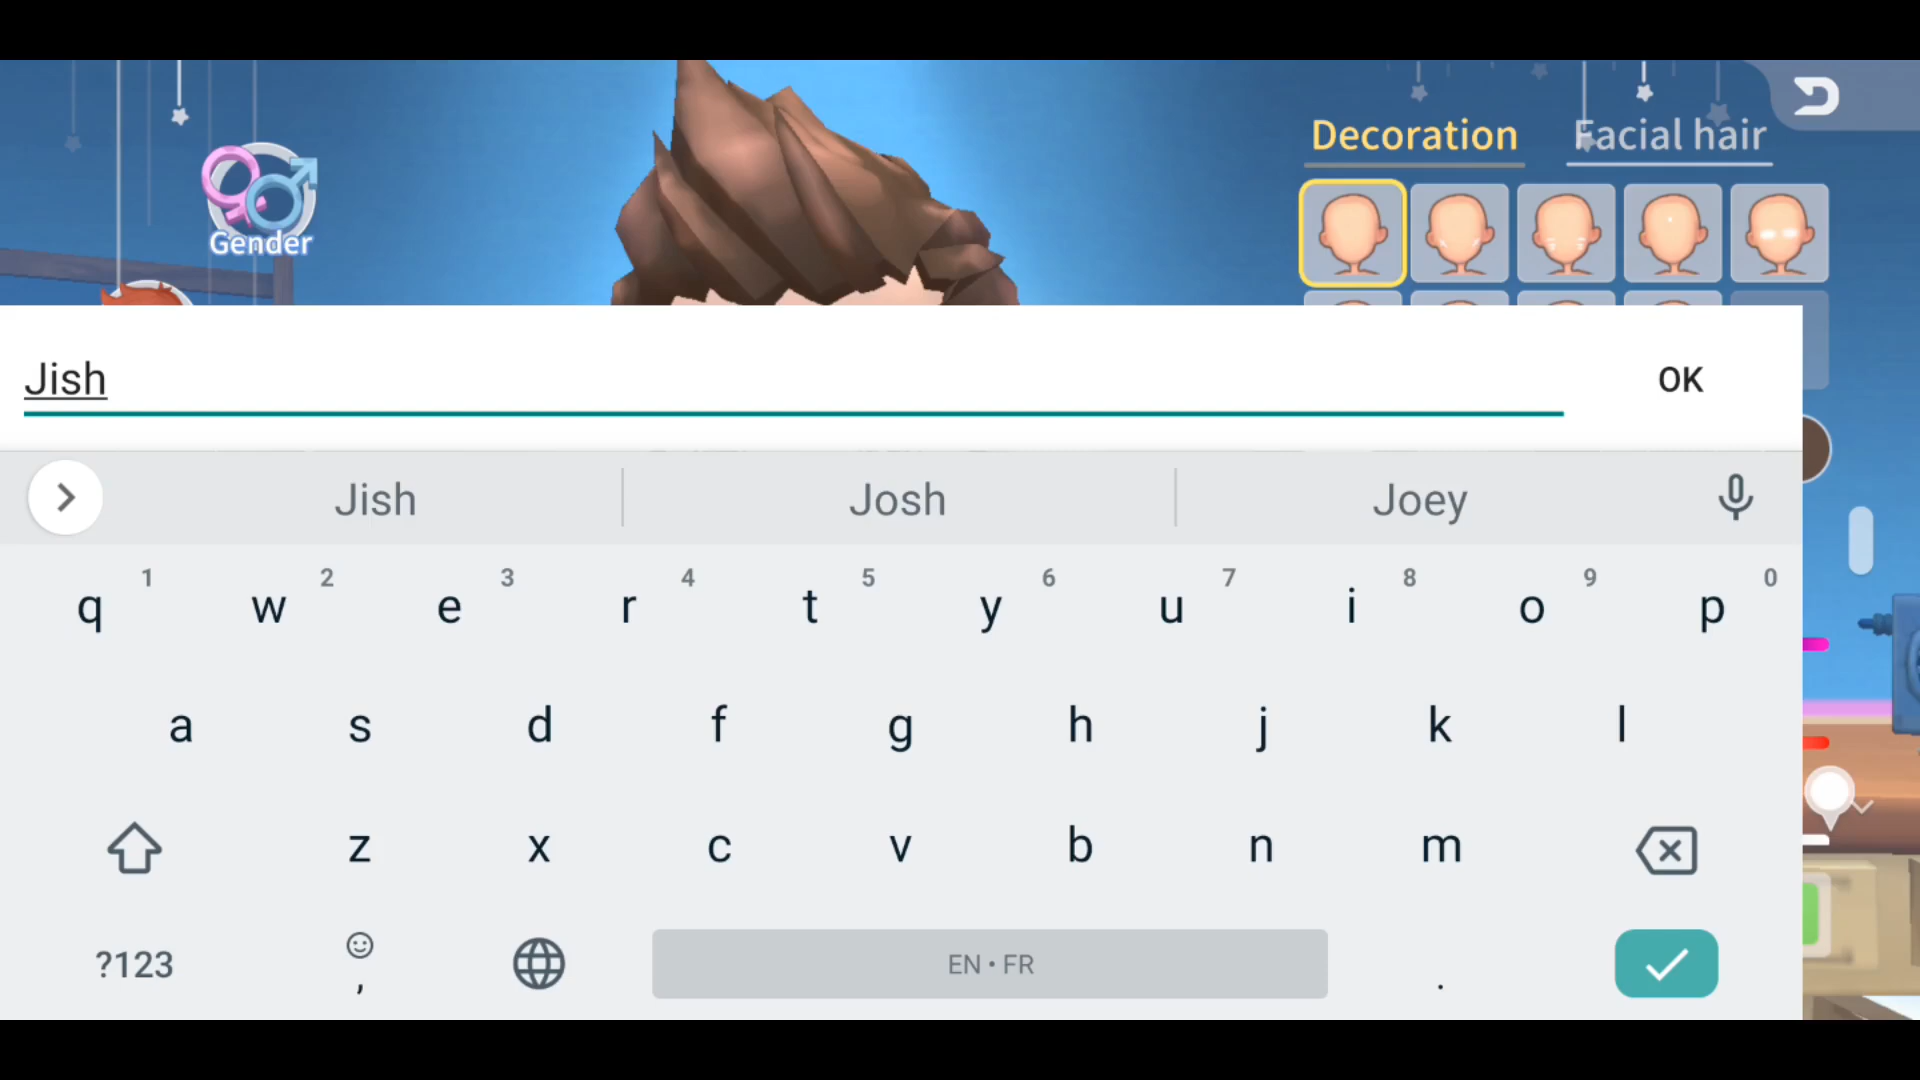 Decoration Facial hair
Gender
Jish
OK
Jish Josh Joey
1 2 3 4 5 6 7 8 9 0
q w e r t y u i o p
a s d f g h j k l
z x c v b n m
?123 , EN • FR .